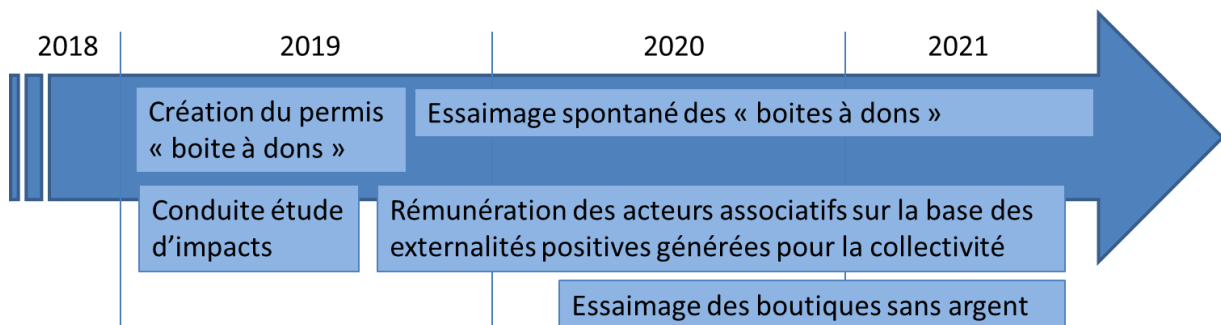 2018 2019 2020 2021
Création du permis
« boite à dons »
Essaimage spontané des « boites à dons »
Conduite étude
d’impacts
Rémunération des acteurs associatifs sur la base des
externalités positives générées pour la collectivité
Essaimage des boutiques sans argent